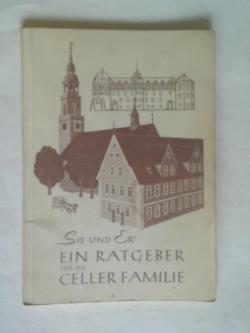 SIE UND ER
EIN RATGEBER
FÜR DIE
CELLER FAMILIE